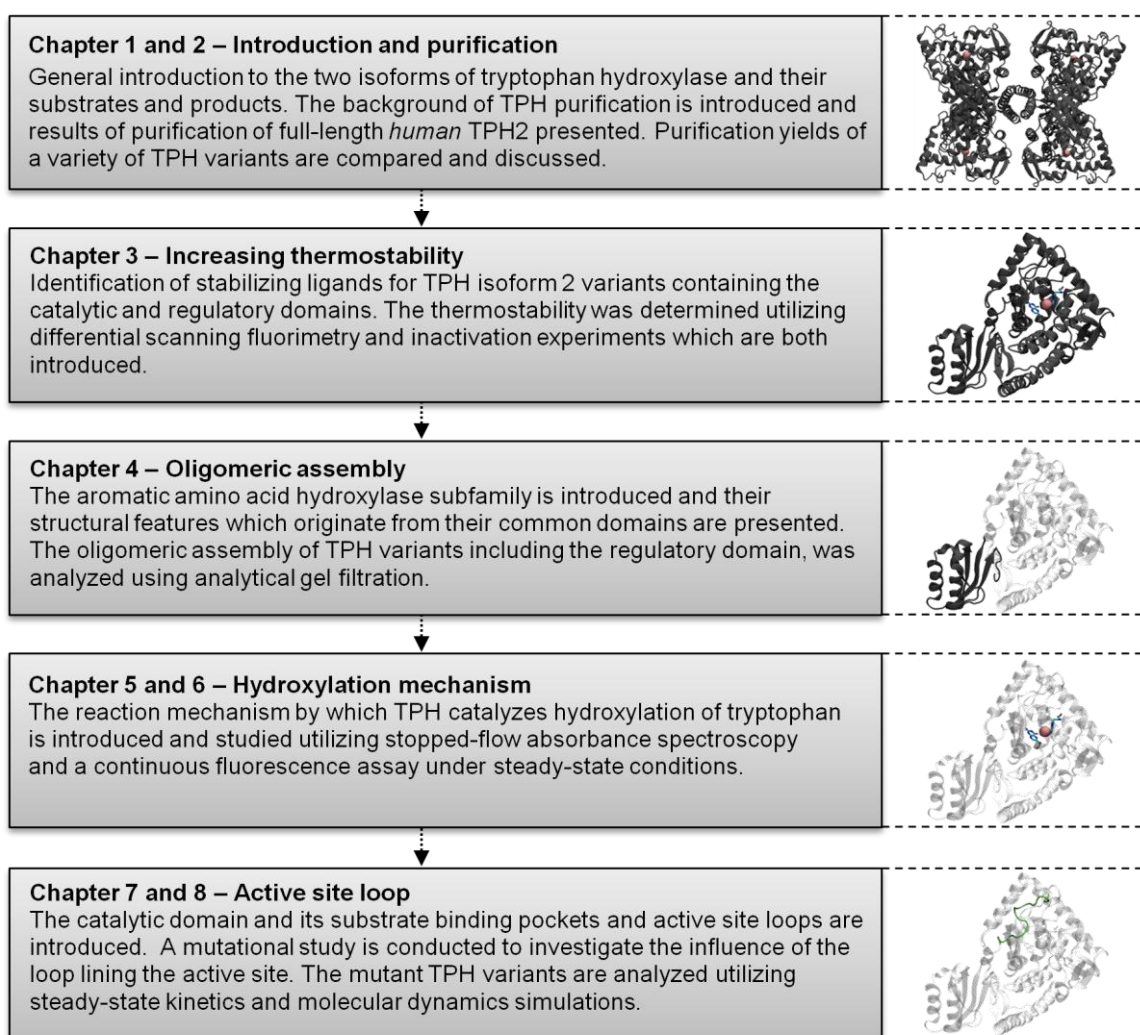 Chapter 1 and 2 – Introduction and purification
General introduction to the two isoforms of tryptophan hydroxylase and their
substrates and products. The background of TPH purification is introduced and
results of purification of full-length human TPH2 presented. Purification yields of
a variety of TPH variants are compared and discussed.
Chapter 3 – Increasing thermostability
Identification of stabilizing ligands for TPH isoform 2 variants containing the
catalytic and regulatory domains. The thermostability was determined utilizing
differential scanning fluorimetry and inactivation experiments which are both
introduced.
Chapter 4 – Oligomeric assembly
The aromatic amino acid hydroxylase subfamily is introduced and their
structural features which originate from their common domains are presented.
The oligomeric assembly of TPH variants including the regulatory domain, was
analyzed using analytical gel filtration.
Chapter 5 and 6 – Hydroxylation mechanism
The reaction mechanism by which TPH catalyzes hydroxylation of tryptophan
is introduced and studied utilizing stopped-flow absorbance spectroscopy
and a continuous fluorescence assay under steady-state conditions.
Chapter 7 and 8 – Active site loop
The catalytic domain and its substrate binding pockets and active site loops are
introduced.  A mutational study is conducted to investigate the influence of the
loop lining the active site. The mutant TPH variants are analyzed utilizing
steady-state kinetics and molecular dynamics simulations.